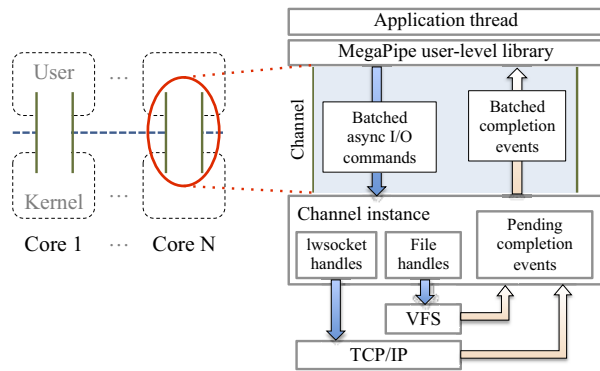 Application thread
MegaPipe user-level library
User
...
Channel
Batched
async I/O
commands
Batched
completion
events
Kernel
...
Core 1
...
Core N
Channel instance
lwsocket
handles
File
handles
Pending
completion
events
VFS
TCP/IP